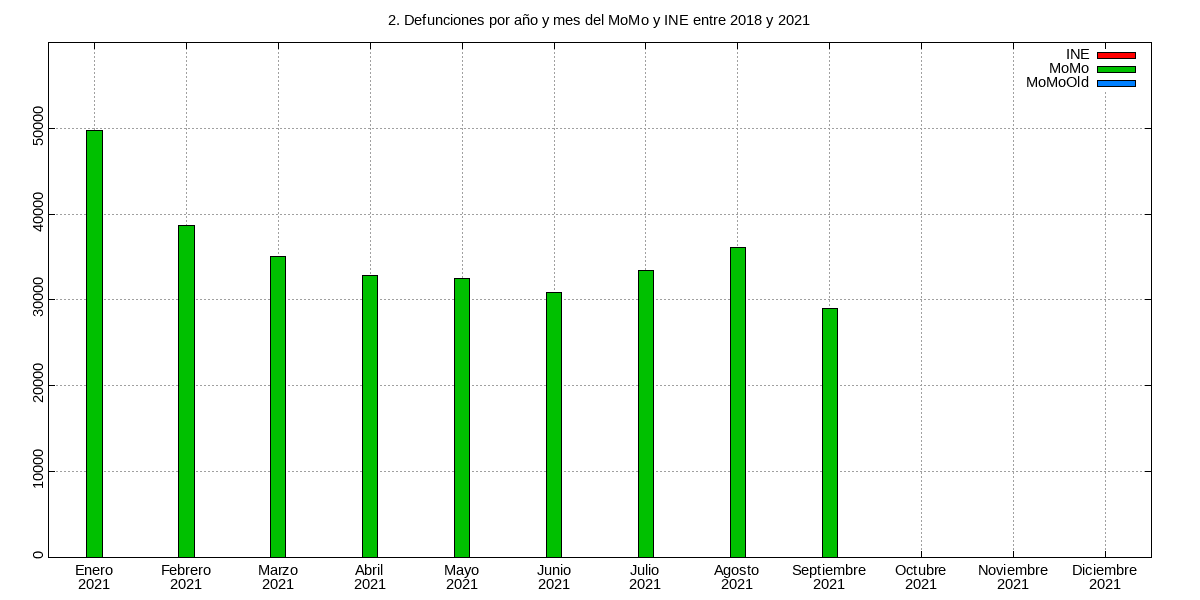 2. Defunciones por año y mes del MoMo y INE entre 2018 y 2021
INE
MoMo
MoMoOld
50000
40000
30000
20000
10000
0
Enero Febrero Marzo Abril Mayo Junio Julio Agosto Septiembre Octubre Noviembre Diciembre
2021 2021 2021 2021 2021 2021 2021 2021 2021 2021 2021 2021